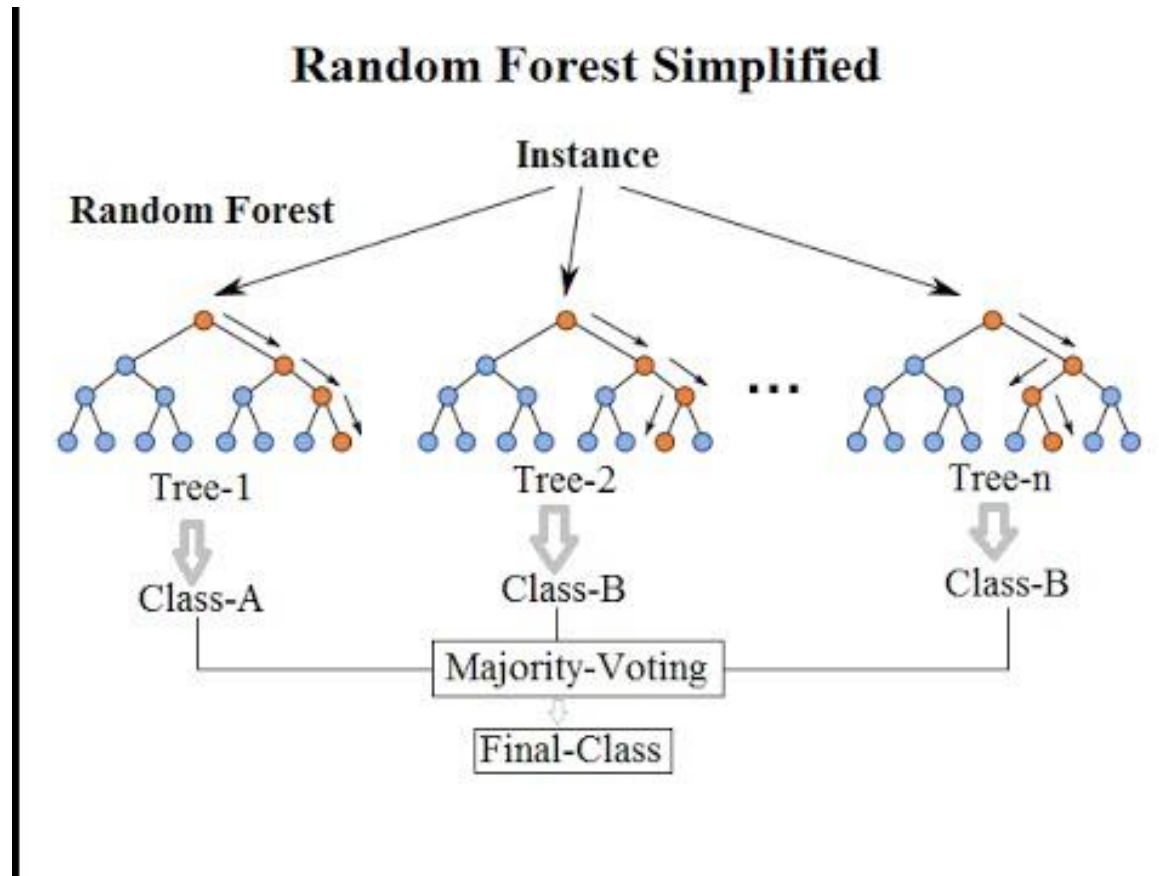 Random Forest Simplified
Instance
Random Forest
...
Tree-1
Tree-2
Tree-n
Class-A
Class-B
Class-B
Majority-Voting
Final-Class